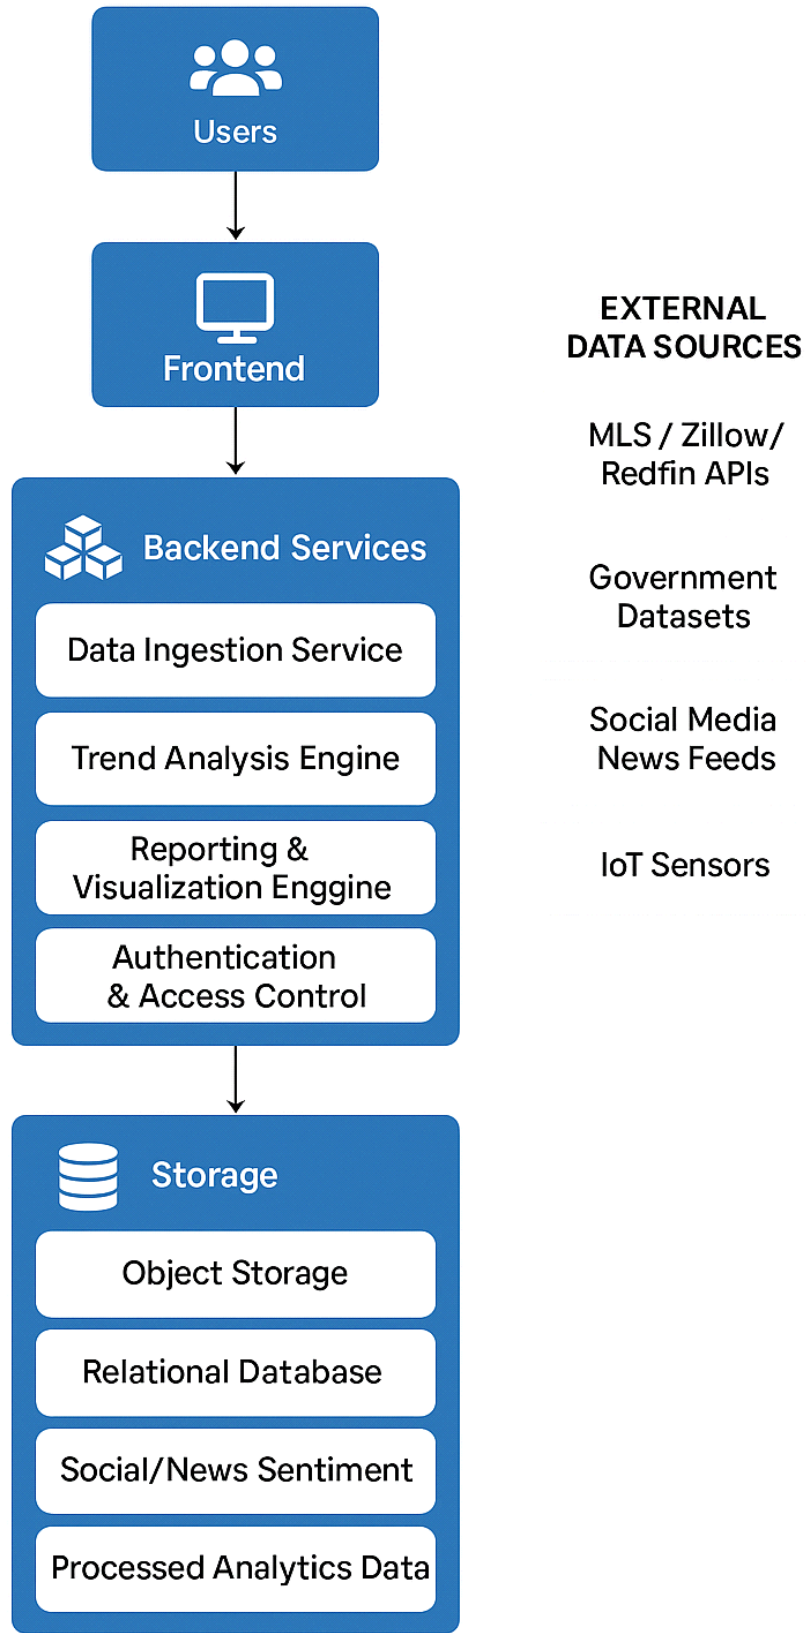 Users
Frontend
Backend Services
Data Ingestion Service
Trend Analysis Engine
Reporting &
Visualization Enggine
Authentication
& Access Control
Storage
Object Storage
Relational Database
Social/News Sentiment
Processed Analytics Data
EXTERNAL
DATA SOURCES
MLS / Zillow/
Redfin APIs
Government
Datasets
Social Media
News Feeds
IoT Sensors